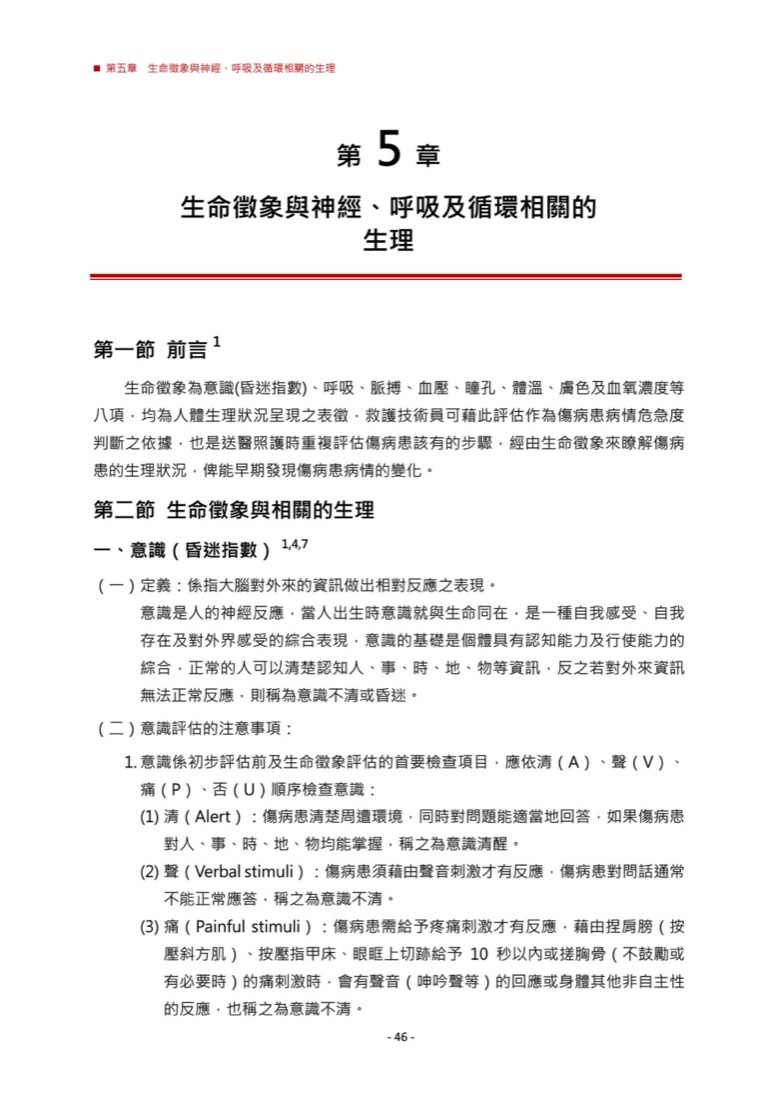 ■ 第五章 生命徵象與神經、呼吸及循環相關的生理
第 5 章
生命徵象與神經、呼吸及循環相關的
生理
第一節 前言 1
生命徵象為意識(昏迷指數)、呼吸、脈搏、血壓、瞳孔、體溫、膚色及血氧濃度等
八項，均為人體生理狀況呈現之表徵，救護技術員可藉此評估作為傷病患病情危急度
判斷之依據，也是送醫照護時重複評估傷病患該有的步驟，經由生命徵象來瞭解傷病
患的生理狀況，俾能早期發現傷病患病情的變化。
第二節 生命徵象與相關的生理
一、意識（昏迷指數） 1,4,7
（一）定義：係指大腦對外來的資訊做出相對反應之表現。
意識是人的神經反應，當人出生時意識就與生命同在，是一種自我感受、自我
存在及對外界感受的綜合表現，意識的基礎是個體具有認知能力及行使能力的
綜合，正常的人可以清楚認知人、事、時、地、物等資訊，反之若對外來資訊
無法正常反應，則稱為意識不清或昏迷。
（二）意識評估的注意事項：
1. 意識係初步評估前及生命徵象評估的首要檢查項目，應依清（A）、聲（V）、
痛（P）、否（U）順序檢查意識：
(1) 清（Alert）：傷病患清楚周遭環境，同時對問題能適當地回答，如果傷病患
對人、事、時、地、物均能掌握，稱之為意識清醒。
(2) 聲（Verbal stimuli）：傷病患須藉由聲音刺激才有反應，傷病患對問話通常
不能正常應答，稱之為意識不清。
(3) 痛（Painful stimuli）：傷病患需給予疼痛刺激才有反應，藉由捏肩膀（按
壓斜方肌）、按壓指甲床、眼眶上切跡給予 10 秒以內或搓胸骨（不鼓勵或
有必要時）的痛刺激時，會有聲音（呻吟聲等）的回應或身體其他非自主性
的反應，也稱之為意識不清。
- 46 -